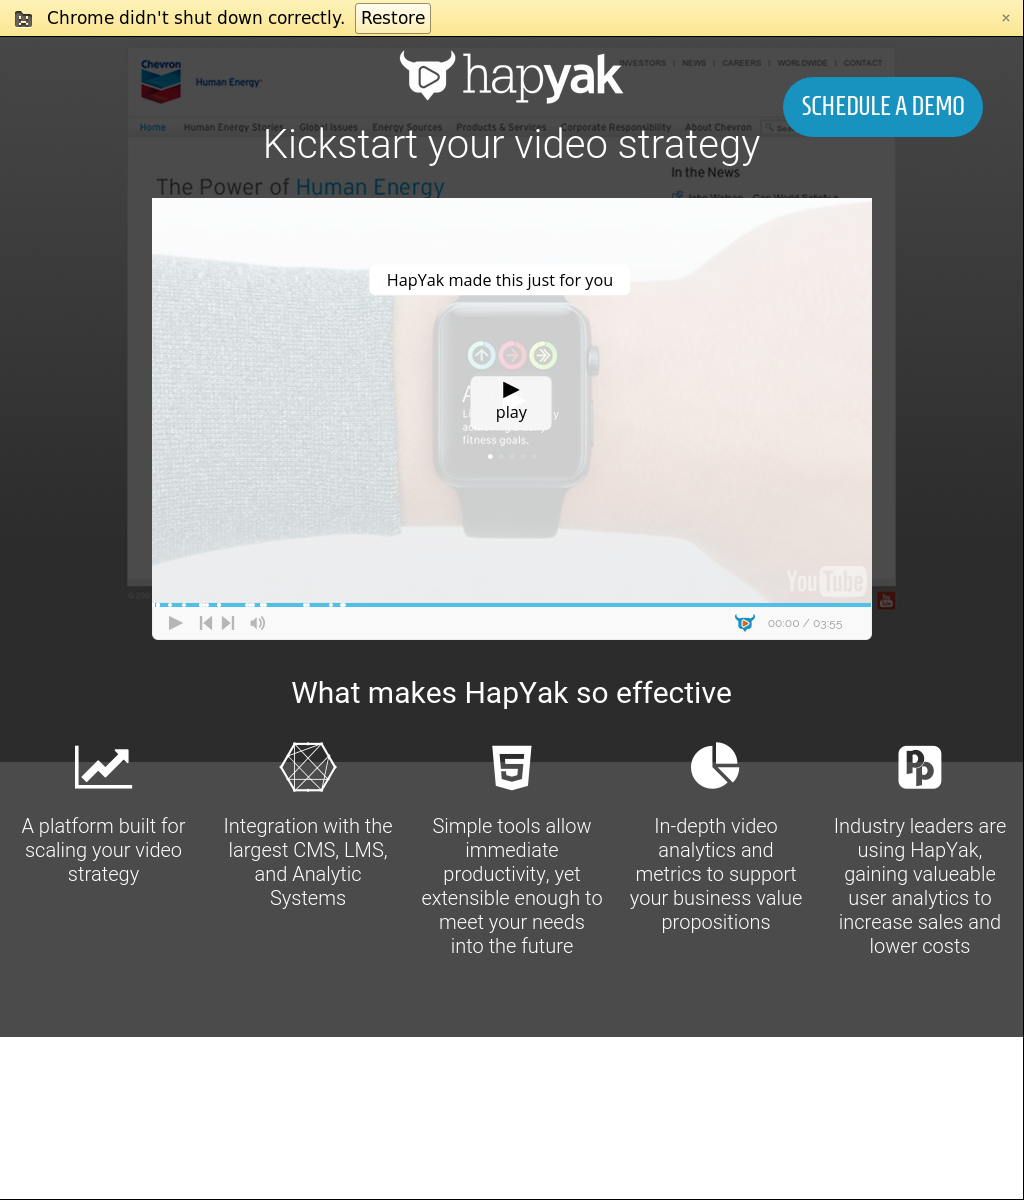 Chrome didn't shut down correctly. Restore
Chevron
Human Energy
INVESTORS | NEWS | CAREERS | WORLDWIDE | CONTACT
hapyak
SCHEDULE A DEMO
Home Human Energy Stories Global Issues Energy Sources Products & Services Corporate Responsibility About Chevron
Kickstart your video strategy
In the News
The Power of Human Energy
HapYak made this just for you
play
fitness goals.
YouTube
00:00 / 03:55
What makes HapYak so effective
A platform built for
scaling your video
strategy
Integration with the
largest CMS, LMS,
and Analytic
Systems
Simple tools allow
immediate
productivity, yet
extensible enough to
meet your needs
into the future
In-depth video
analytics and
metrics to support
your business value
propositions
Industry leaders are
using HapYak,
gaining valueable
user analytics to
increase sales and
lower costs